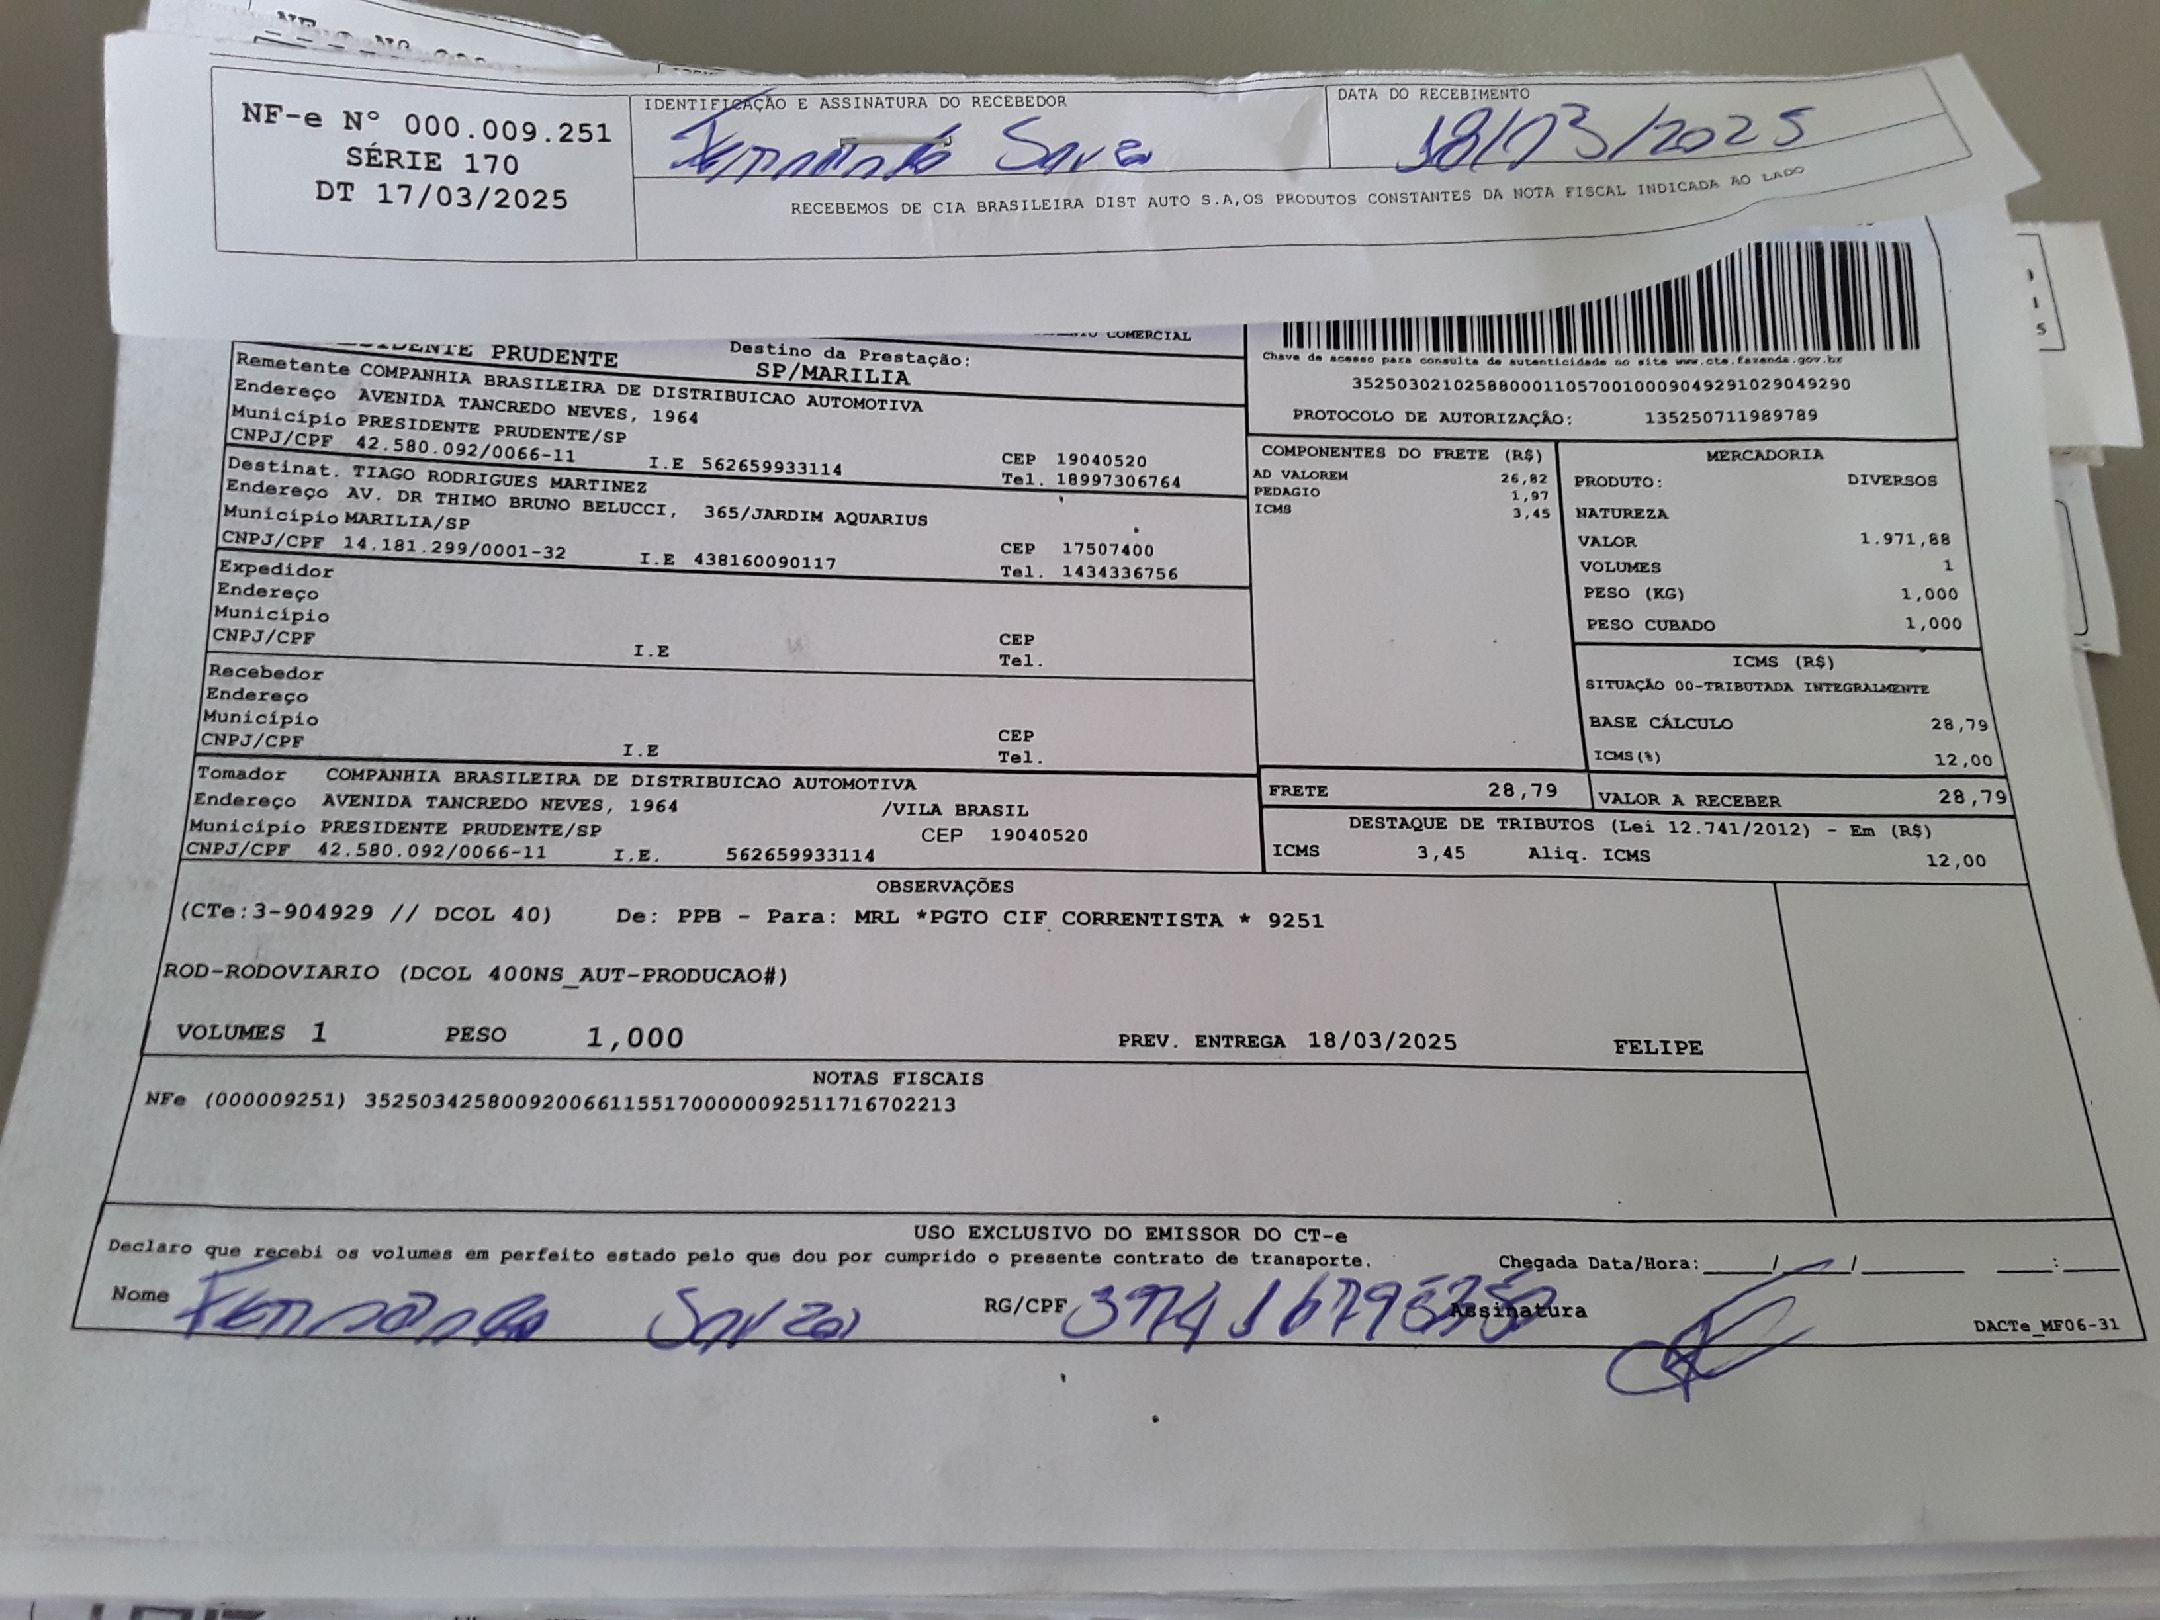 NF-e N° 000.009.251
SÉRIE 170
DT 17/03/2025
IDENTIFICAÇÃO E ASSINATURA DO RECEBEDOR
DATA DO RECEBIMENTO
18/03/2025
RECEBEMOS DE CIA BRASILEIRA DIST AUTO S.A,OS PRODUTOS CONSTANTES DA NOTA FISCAL INDICADA AO LADO
COMERCIAL
PRUDENTE
Destino da Prestação:
SP/MARILIA
Remetente COMPANHIA BRASILEIRA DE DISTRIBUICAO AUTOMOTIVA
Endereço AVENIDA TANCREDO NEVES, 1964
Município PRESIDENTE PRUDENTE/SP
CEP 19040520
CNPJ/CPF 42.580.092/0066-11 I.E 562659933114 Tel. 18997306764
Destinat. TIAGO RODRIGUES MARTINEZ
Endereço AV. DR THIMO BRUNO BELUCCI, 365/JARDIM AQUARIUS
Município MARILIA/SP CEP 17507400
CNPJ/CPF 14.181.299/0001-32 I.E 438160090117 Tel. 1434336756
Expedidor
Endereço
Município CEP
CNPJ/CPF I.E Tel.
Recebedor
Endereço
Município CEP
CNPJ/CPF I.E Tel.
Tomador COMPANHIA BRASILEIRA DE DISTRIBUICAO AUTOMOTIVA
Endereço AVENIDA TANCREDO NEVES, 1964 /VILA BRASIL
Município PRESIDENTE PRUDENTE/SP CEP 19040520
CNPJ/CPF 42.580.092/0066-11 I.E. 562659933114
Chave de acesso para consulta de autenticidade no site www.cte.fazenda.gov.br
35250302102588000110570010009049291029049290
PROTOCOLO DE AUTORIZAÇÃO: 135250711989789
COMPONENTES DO FRETE (R$)
AD VALOREM 26,82
PEDAGIO 1,97
ICMS 3,45
MERCADORIA
PRODUTO: DIVERSOS
NATUREZA
VALOR 1.971,88
VOLUMES 1
PESO (KG) 1,000
PESO CUBADO 1,000
ICMS (R$)
SITUAÇÃO 00-TRIBUTADA INTEGRALMENTE
BASE CÁLCULO 28,79
ICMS(%) 12,00
FRETE 28,79 VALOR A RECEBER 28,79
DESTAQUE DE TRIBUTOS (Lei 12.741/2012) - Em (R$)
ICMS 3,45 Aliq. ICMS 12,00
OBSERVAÇÕES
(CTe:3-904929 // DCOL 40) De: PPB - Para: MRL *PGTO CIF CORRENTISTA * 9251
ROD-RODOVIARIO (DCOL 400NS_AUT-PRODUCAO#)
VOLUMES 1 PESO 1,000 PREV. ENTREGA 18/03/2025 FELIPE
NOTAS FISCAIS
NFe (000009251) 35250342580092006611551700000092511716702213
USO EXCLUSIVO DO EMISSOR DO CT-e
Declaro que recebi os volumes em perfeito estado pelo que dou por cumprido o presente contrato de transporte. Chegada Data/Hora:
Nome RG/CPF Assinatura
DACTe_MF06-31